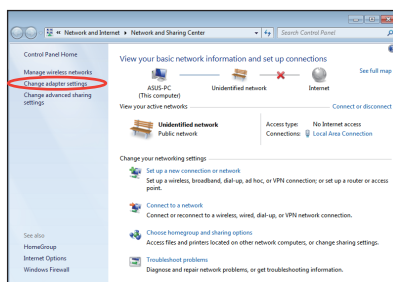 « Network and Internet ▸ Network and Sharing Center
Search Control Panel
Control Panel Home
Manage wireless networks
Change adapter settings
Change advanced sharing
settings
See also
HomeGroup
Internet Options
Windows Firewall
View your basic network information and set up connections
See full map
ASUS-PC
(This computer)
Unidentified network
Internet
View your active networks
Connect or disconnect
Unidentified network
Public network
Access type: No Internet access
Connections: Local Area Connection
Change your networking settings
Set up a new connection or network
Set up a wireless, broadband, dial-up, ad hoc, or VPN connection; or set up a router or access
point.
Connect to a network
Connect or reconnect to a wireless, wired, dial-up, or VPN network connection.
Choose homegroup and sharing options
Access files and printers located on other network computers, or change sharing settings.
Troubleshoot problems
Diagnose and repair network problems, or get troubleshooting information.